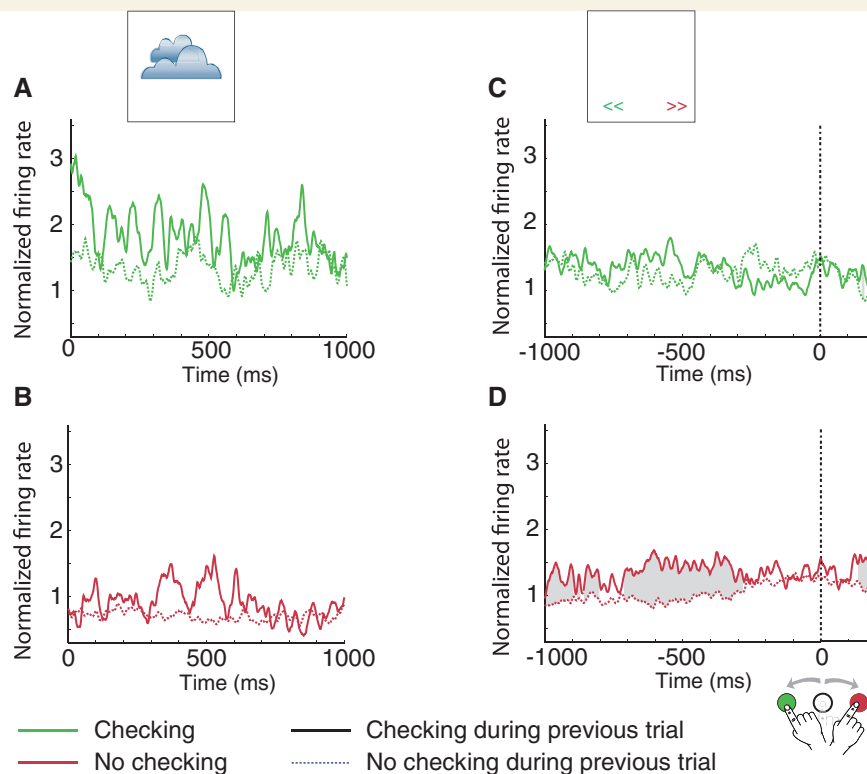 A
Normalized firing rate
3
2
1
0
500
1000
Time (ms)
C
<< >>
Normalized firing rate
3
2
1
-1000
-500
0
Time (ms)
B
Normalized firing rate
3
2
1
0
500
1000
Time (ms)
D
Normalized firing rate
3
2
1
-1000
-500
0
Time (ms)
Checking
No checking
Checking during previous trial
No checking during previous trial